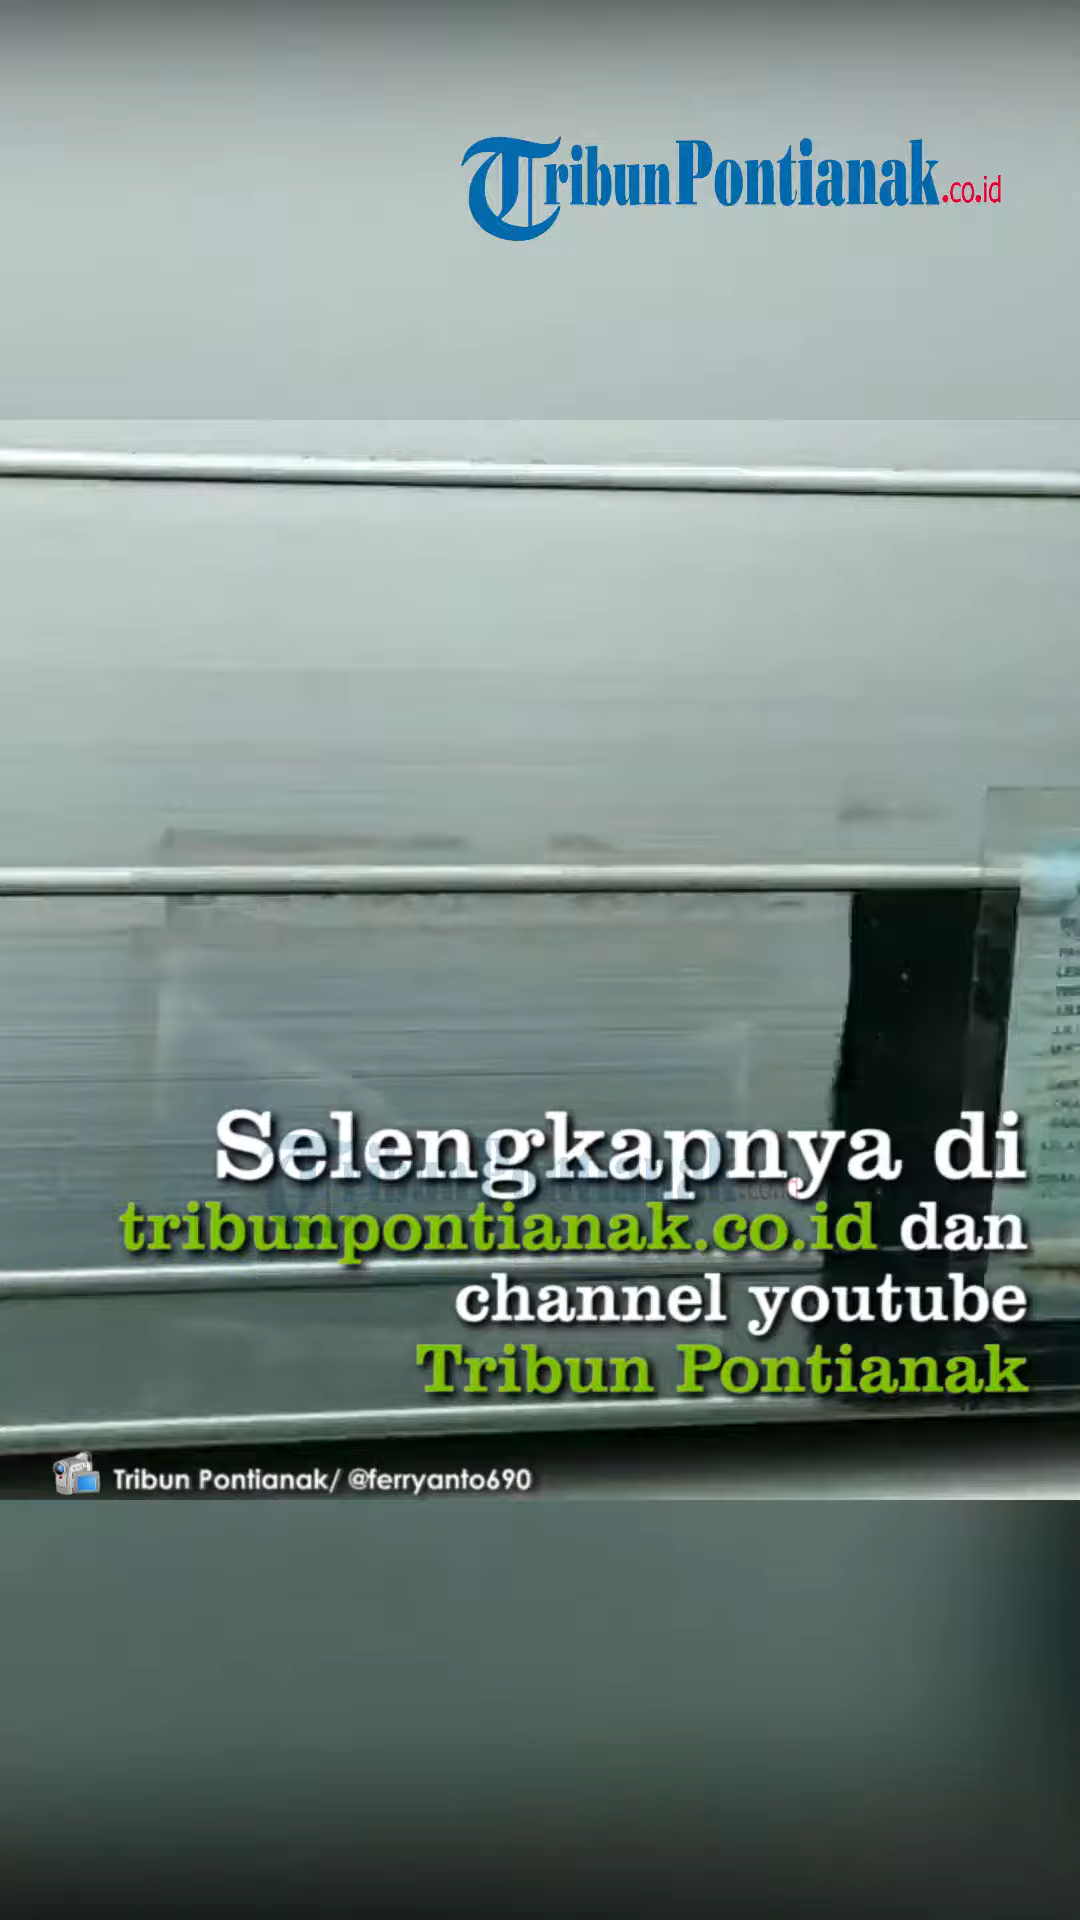 TribunPontianak.co.id
Selengkapnya di
tribunpontianak.co.id dan
channel youtube
Tribun Pontianak
Tribun Pontianak/ @ferryanto690